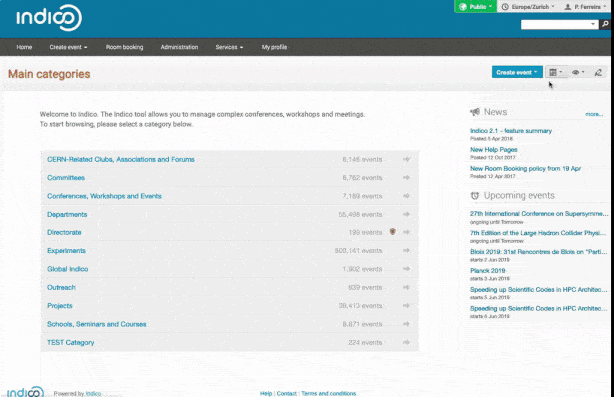 indico
Public
Europe/Zurich
P. Ferreira
Home
Create event
Room booking
Administration
Services
My profile
Main categories
Create event
Welcome to Indico. The Indico tool allows you to manage complex conferences, workshops and meetings.
To start browsing, please select a category below.
CERN-Related Clubs, Associations and Forums
6,146 events
Committees
6,762 events
Conferences, Workshops and Events
7,189 events
Departments
55,498 events
Directorate
199 events
Experiments
500,141 events
Global Indico
1,902 events
Outreach
639 events
Projects
39,413 events
Schools, Seminars and Courses
8,871 events
TEST Category
224 events
News
more...
Indico 2.1 - feature summary
Posted 5 Apr 2018
New Help Pages
Posted 12 Oct 2017
New Room Booking policy from 19 Apr
Posted 12 Apr 2017
Upcoming events
27th International Conference on Supersymme...
ongoing until Tomorrow
7th Edition of the Large Hadron Collider Physi...
ongoing until Tomorrow
Blois 2019: 31st Rencontres de Blois on "Parti...
starts 2 Jun 2019
Planck 2019
starts 3 Jun 2019
Speeding up Scientific Codes in HPC Architec...
starts 5 Jun 2019
Speeding up Scientific Codes in HPC Architec...
starts 5 Jun 2019
indico
Powered by Indico
Help | Contact | Terms and conditions